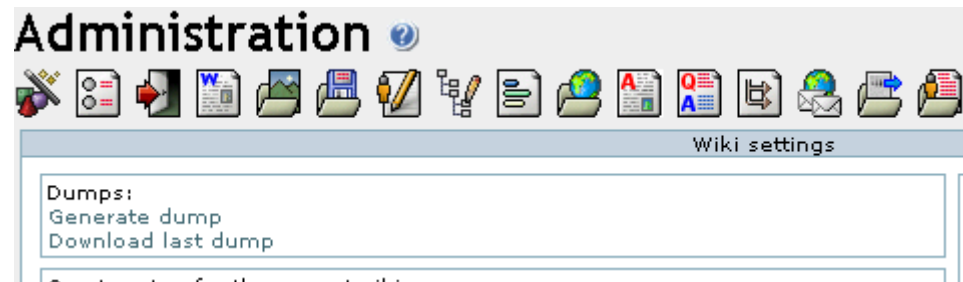 Administration
Wiki settings
Dumps:
Generate dump
Download last dump